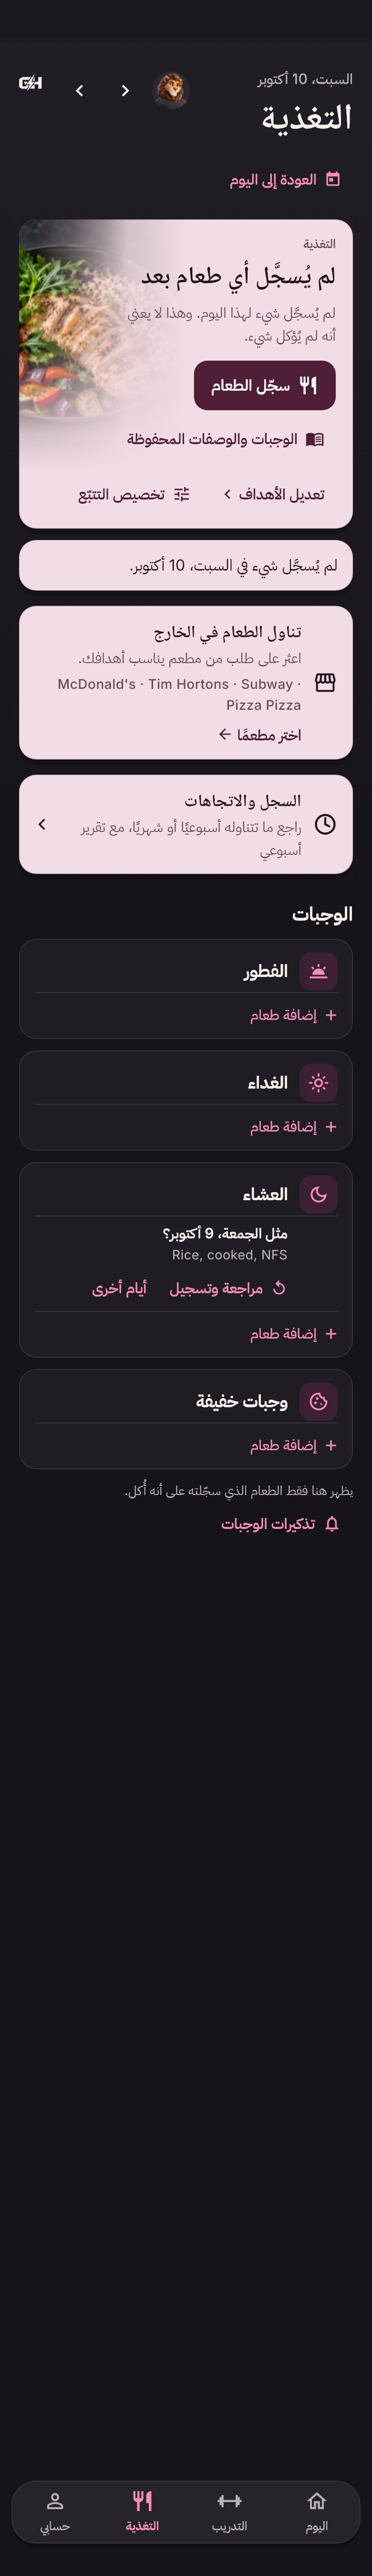 السبت، 10 أكتوبر
التغذية
GH
العودة إلى اليوم
التغذية
لم يُسجَّل أي طعام بعد
لم يُسجَّل شيء لهذا اليوم. وهذا لا يعني
أنه لم يُؤكل شيء.
سجّل الطعام
الوجبات والوصفات المحفوظة
تعديل الأهداف
تخصيص التتبّع
لم يُسجَّل شيء في السبت، 10 أكتوبر.
تناول الطعام في الخارج
اعثر على طلب من مطعم يناسب أهدافك.
McDonald's · Tim Hortons · Subway ·
Pizza Pizza
اختر مطعمًا
السجل والاتجاهات
راجع ما تتناوله أسبوعيًا أو شهريًا، مع تقرير
أسبوعي
الوجبات
الفطور
إضافة طعام
الغداء
إضافة طعام
العشاء
مثل الجمعة، 9 أكتوبر؟
Rice, cooked, NFS
مراجعة وتسجيل
أيام أخرى
إضافة طعام
وجبات خفيفة
إضافة طعام
يظهر هنا فقط الطعام الذي سجّلته على أنه أُكل.
تذكيرات الوجبات
اليوم
التدريب
التغذية
حسابي